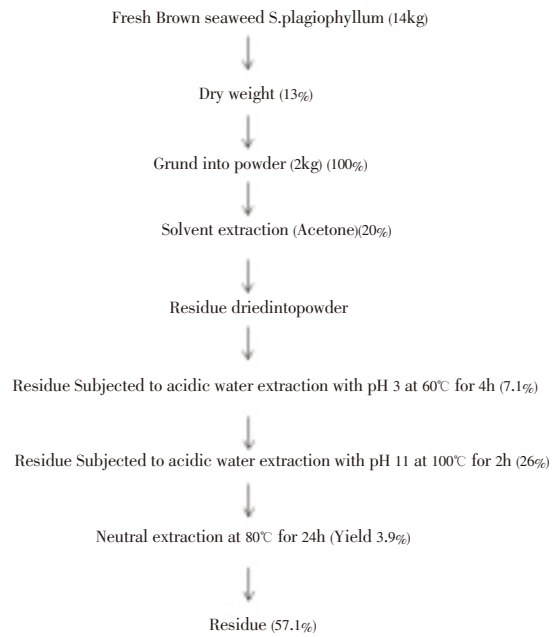 Fresh Brown seaweed S.plagiophyllum (14kg)
Dry weight (13%)
Grund into powder (2kg) (100%)
Solvent extraction (Acetone)(20%)
Residue driedintopowder
Residue Subjected to acidic water extraction with pH 3 at 60℃ for 4h (7.1%)
Residue Subjected to acidic water extraction with pH 11 at 100℃ for 2h (26%)
Neutral extraction at 80℃ for 24h (Yield 3.9%)
Residue (57.1%)